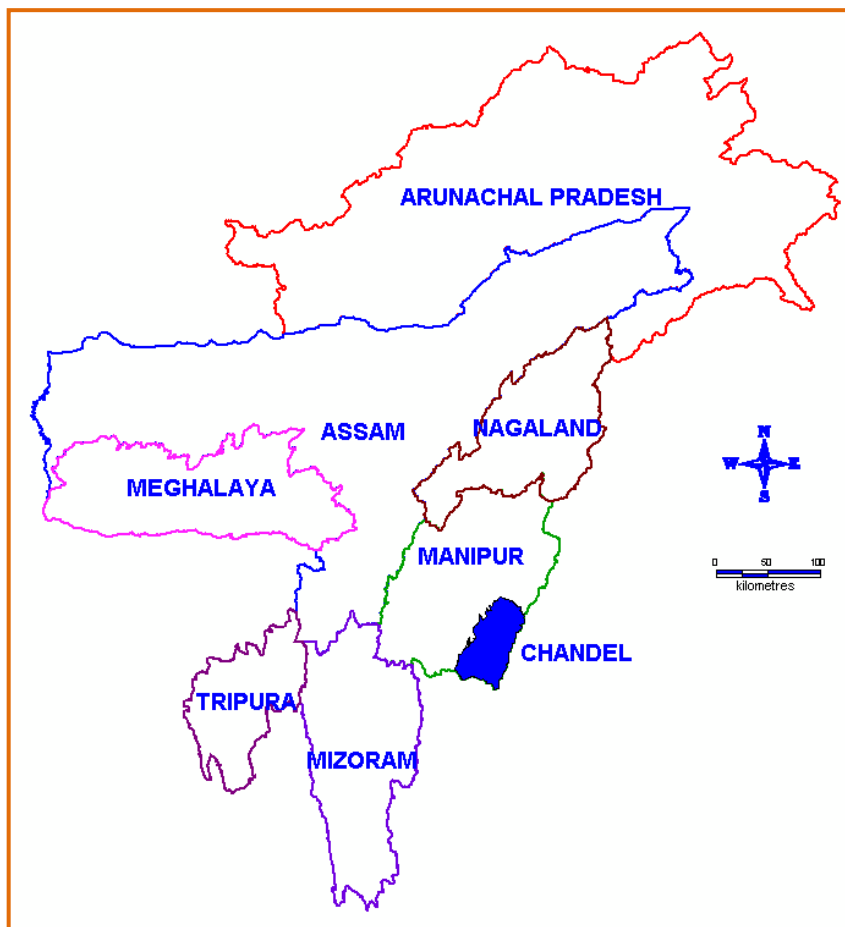 ARUNACHAL PRADESH
ASSAM
NAGALAND
MEGHALAYA
N
W E
S
MANIPUR
0 50 100
kilometres
CHANDEL
TRIPURA
MIZORAM